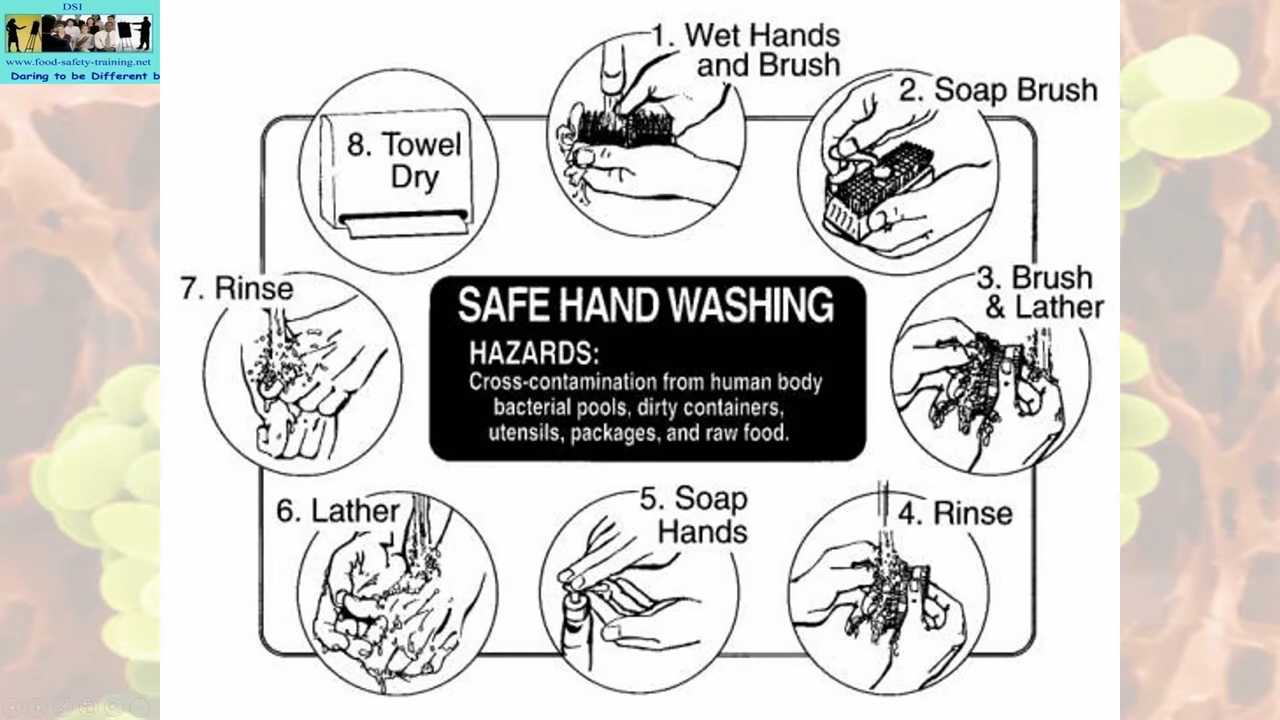 DSI
www.food-safety-training.net
Daring to be Different b
1. Wet Hands
and Brush
2. Soap Brush
3. Brush
& Lather
4. Rinse
5. Soap
Hands
6. Lather
7. Rinse
8. Towel
Dry
SAFE HAND WASHING
HAZARDS:
Cross-contamination from human body
bacterial pools, dirty containers,
utensils, packages, and raw food.